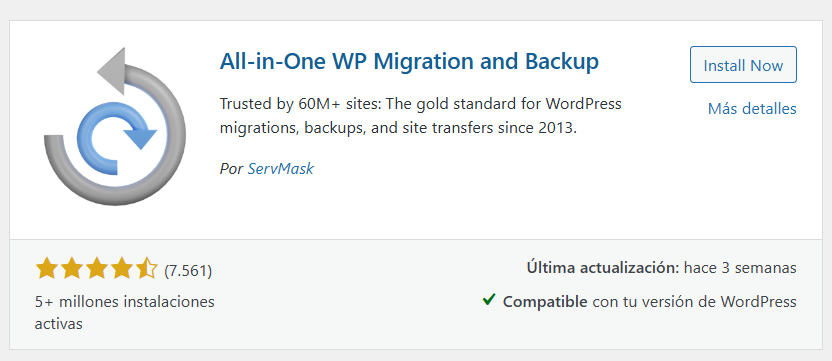 All-in-One WP Migration and Backup
Install Now
Más detalles
Trusted by 60M+ sites: The gold standard for WordPress
migrations, backups, and site transfers since 2013.
Por ServMask
(7.561)
5+ millones instalaciones
activas
Última actualización: hace 3 semanas
Compatible con tu versión de WordPress